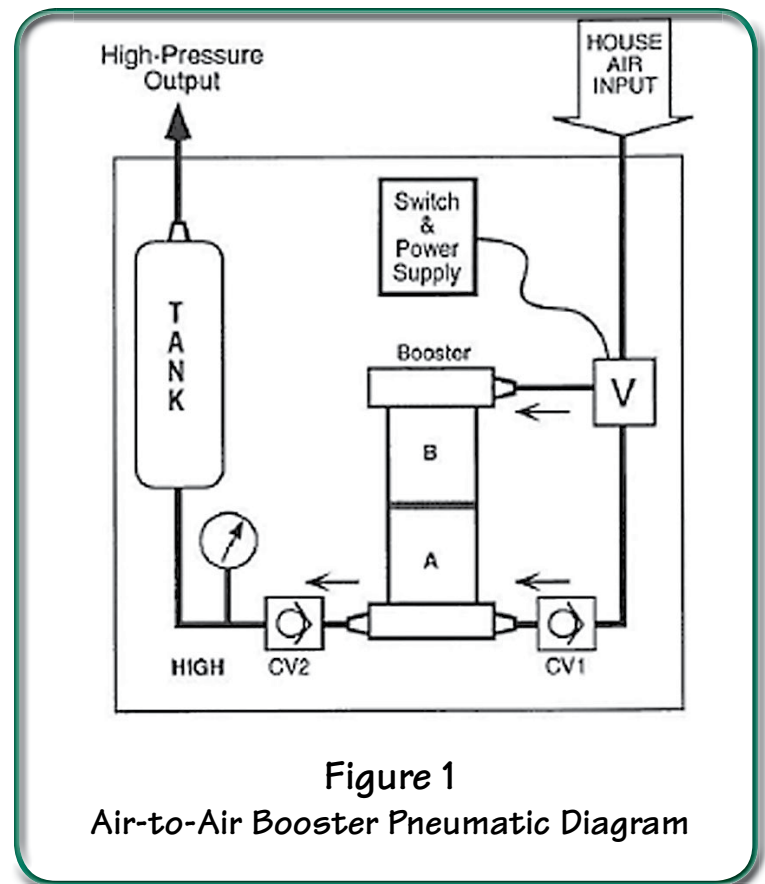 High-Pressure
Output
HOUSE
AIR
INPUT
Switch
&
Power
Supply
T
A
N
K
Booster
V
B
A
HIGH
CV2
CV1
Figure 1
Air-to-Air Booster Pneumatic Diagram